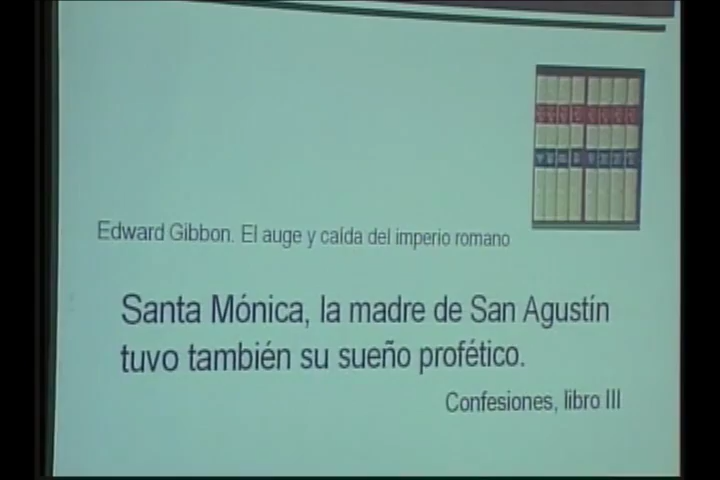 Edward Gibbon. El auge y caída del imperio romano
Santa Mónica, la madre de San Agustín
tuvo también su sueño profético.
Confesiones, libro III